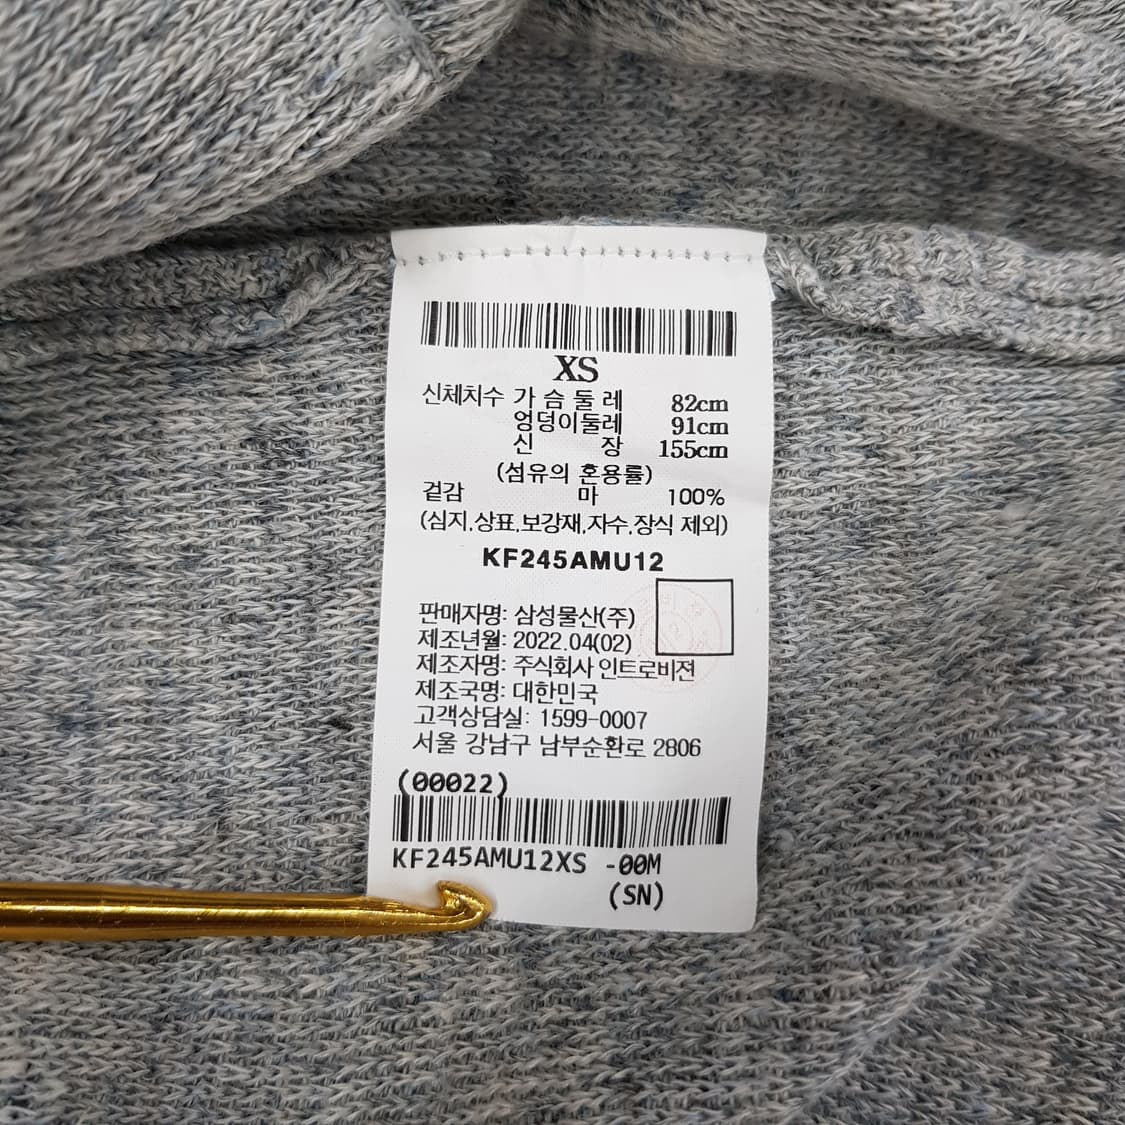 XS
신체치수 가슴둘레 82cm
엉덩이둘레 91cm
신장 155cm
(섬유의 혼용률)
겉감 마 100%
(심지,상표,보강재,자수,장식 제외)
KF245AMU12
판매자명: 삼성물산(주)
제조년월: 2022.04(02)
제조자명: 주식회사 인트로비젼
제조국명: 대한민국
고객상담실: 1599-0007
서울 강남구 남부순환로 2806
(00022)
KF245AMU12XS -00M
(SN)